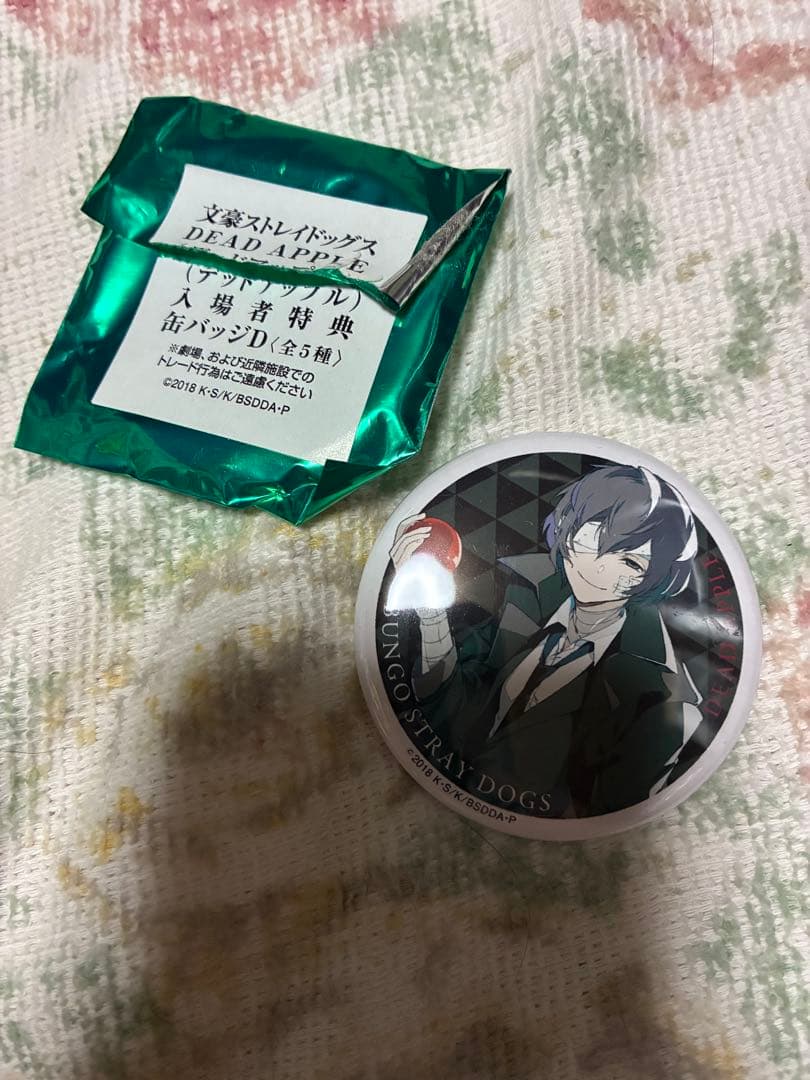 文豪ストレイドッグス
DEAD APPLE
(デッドアップル)
入場者特典
缶バッジD〈全5種〉
※劇場、および近隣施設での
トレード行為はご遠慮ください
©2018 K・S/K/BSDDA・P
BUNGO STRAY DOGS
DEAD APPLE
©2018 K・S/K/BSDDA・P